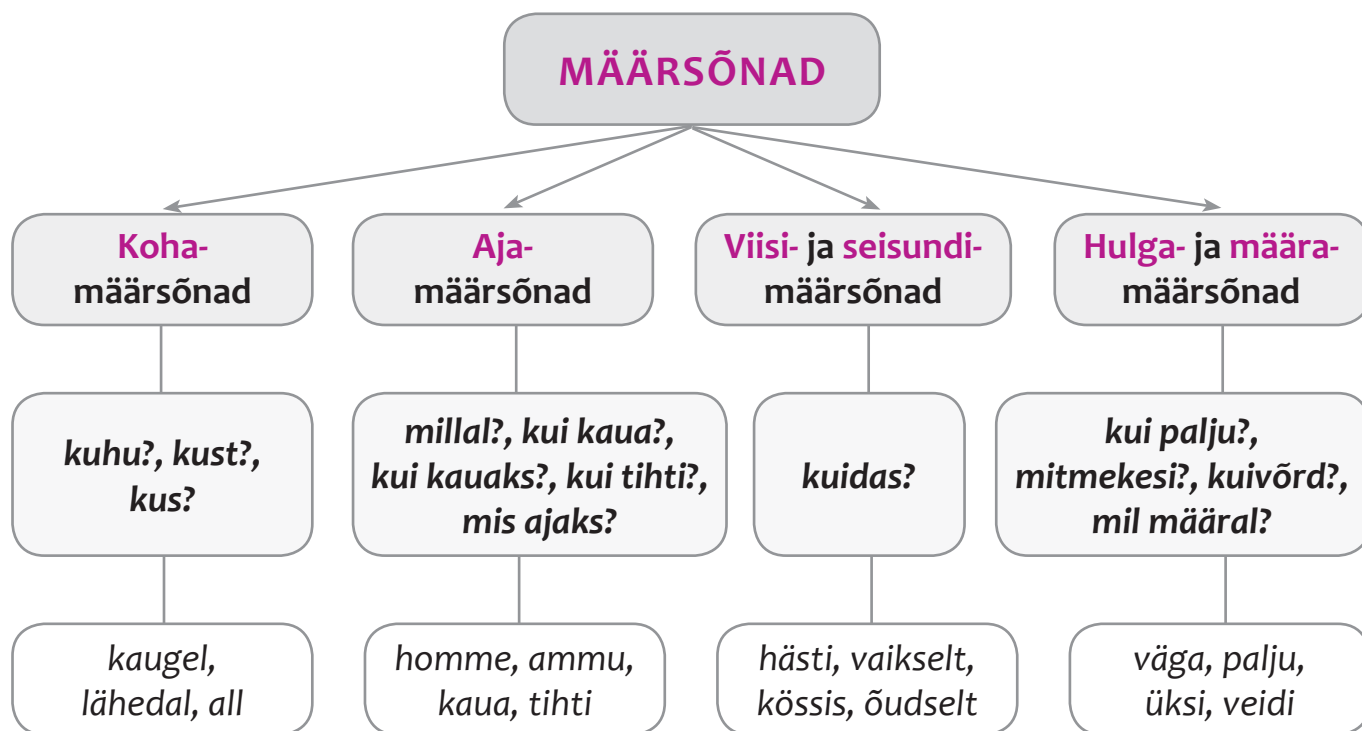 MÄÄRSÕNAD
Koha-
määrsõnad
Aja-
määrsõnad
Viisi- ja seisundi-
määrsõnad
Hulga- ja määra-
määrsõnad
kuhu?, kust?,
kus?
millal?, kui kaua?,
kui kauaks?, kui tihti?,
mis ajaks?
kuidas?
kui palju?,
mitmekesi?, kuivõrd?,
mil määral?
kaugel,
lähedal, all
homme, ammu,
kaua, tihti
hästi, vaikselt,
kössis, õudselt
väga, palju,
üksi, veidi